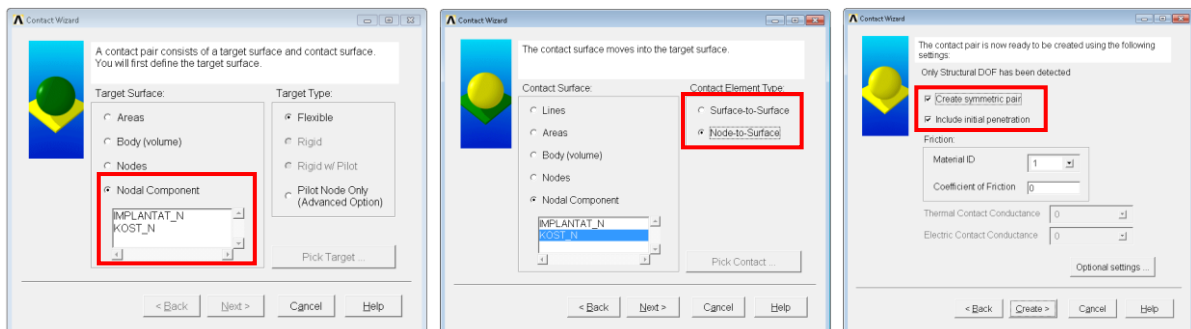 Contact Wizard
A contact pair consists of a target surface and contact surface.
You will first define the target surface.
Target Surface:
Areas
Body (volume)
Nodes
Nodal Component
IMPLANTAT_N
KOST_N
Target Type:
Flexible
Rigid
Rigid w/ Pilot
Pilot Node Only
(Advanced Option)
Pick Target ...
< Back
Next >
Cancel
Help
Contact Wizard
The contact surface moves into the target surface.
Contact Surface:
Lines
Areas
Body (volume)
Nodes
Nodal Component
IMPLANTAT_N
KOST_N
Contact Element Type:
Surface-to-Surface
Node-to-Surface
Pick Contact ...
< Back
Next >
Cancel
Help
Contact Wizard
The contact pair is now ready to be created using the following
settings:
Only Structural DOF has been detected
Create symmetric pair
Include initial penetration
Friction:
Material ID 1
Coefficient of Friction 0
Thermal Contact Conductance 0
Electric Contact Conductance 0
Optional settings ...
< Back
Create >
Cancel
Help